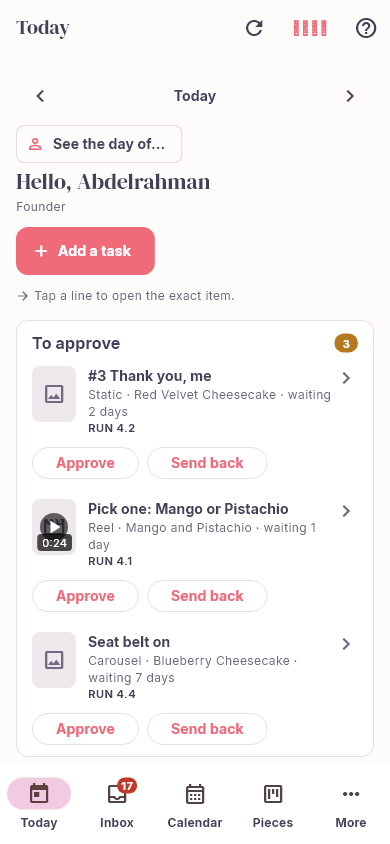 Today
Today
See the day of...
Hello, Abdelrahman
Founder
+ Add a task
→ Tap a line to open the exact item.
To approve
3
#3 Thank you, me
Static · Red Velvet Cheesecake · waiting
2 days
RUN 4.2
Approve
Send back
Pick one: Mango or Pistachio
Reel · Mango and Pistachio · waiting 1
day
0:24
RUN 4.1
Approve
Send back
Seat belt on
Carousel · Blueberry Cheesecake ·
waiting 7 days
RUN 4.4
Approve
Send back
17
Today
Inbox
Calendar
Pieces
More